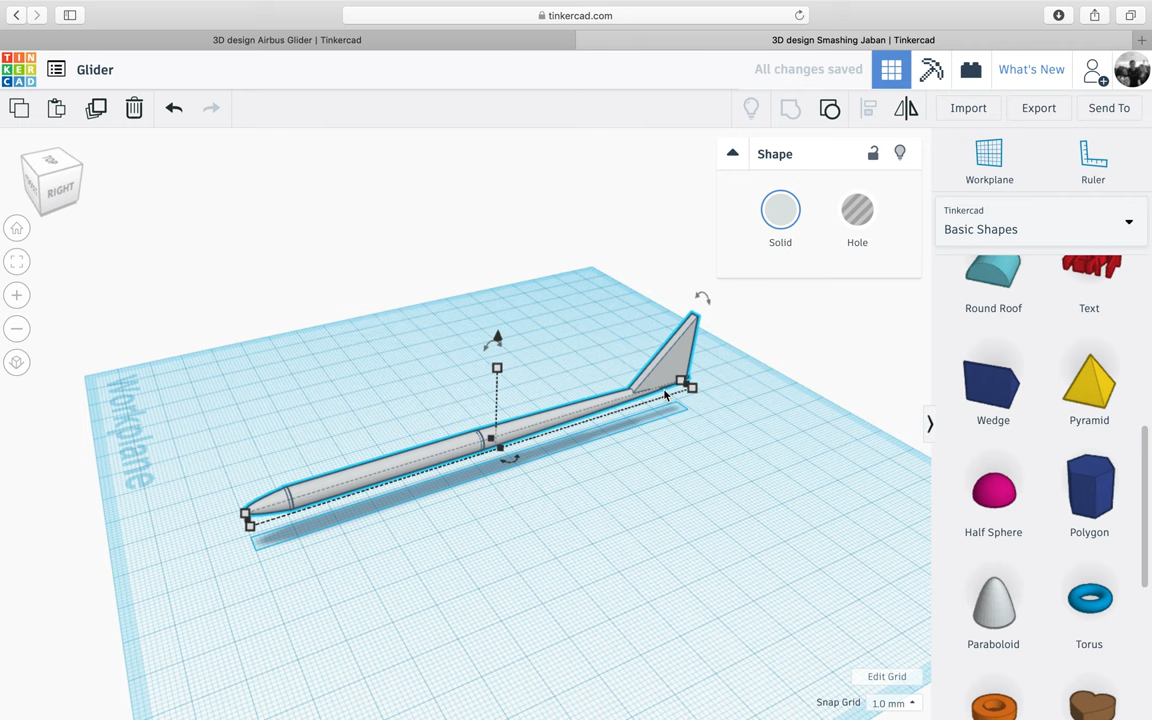 tinkercad.com
3D design Airbus Glider | Tinkercad
3D design Smashing Jaban | Tinkercad
TIN
KER
CAD
Glider
All changes saved
What's New
Import
Export
Send To
RIGHT
Shape
Solid
Hole
Workplane
Ruler
Tinkercad
Basic Shapes
Round Roof
Text
Wedge
Pyramid
Half Sphere
Polygon
Paraboloid
Torus
Workplane
Edit Grid
Snap Grid 1.0 mm